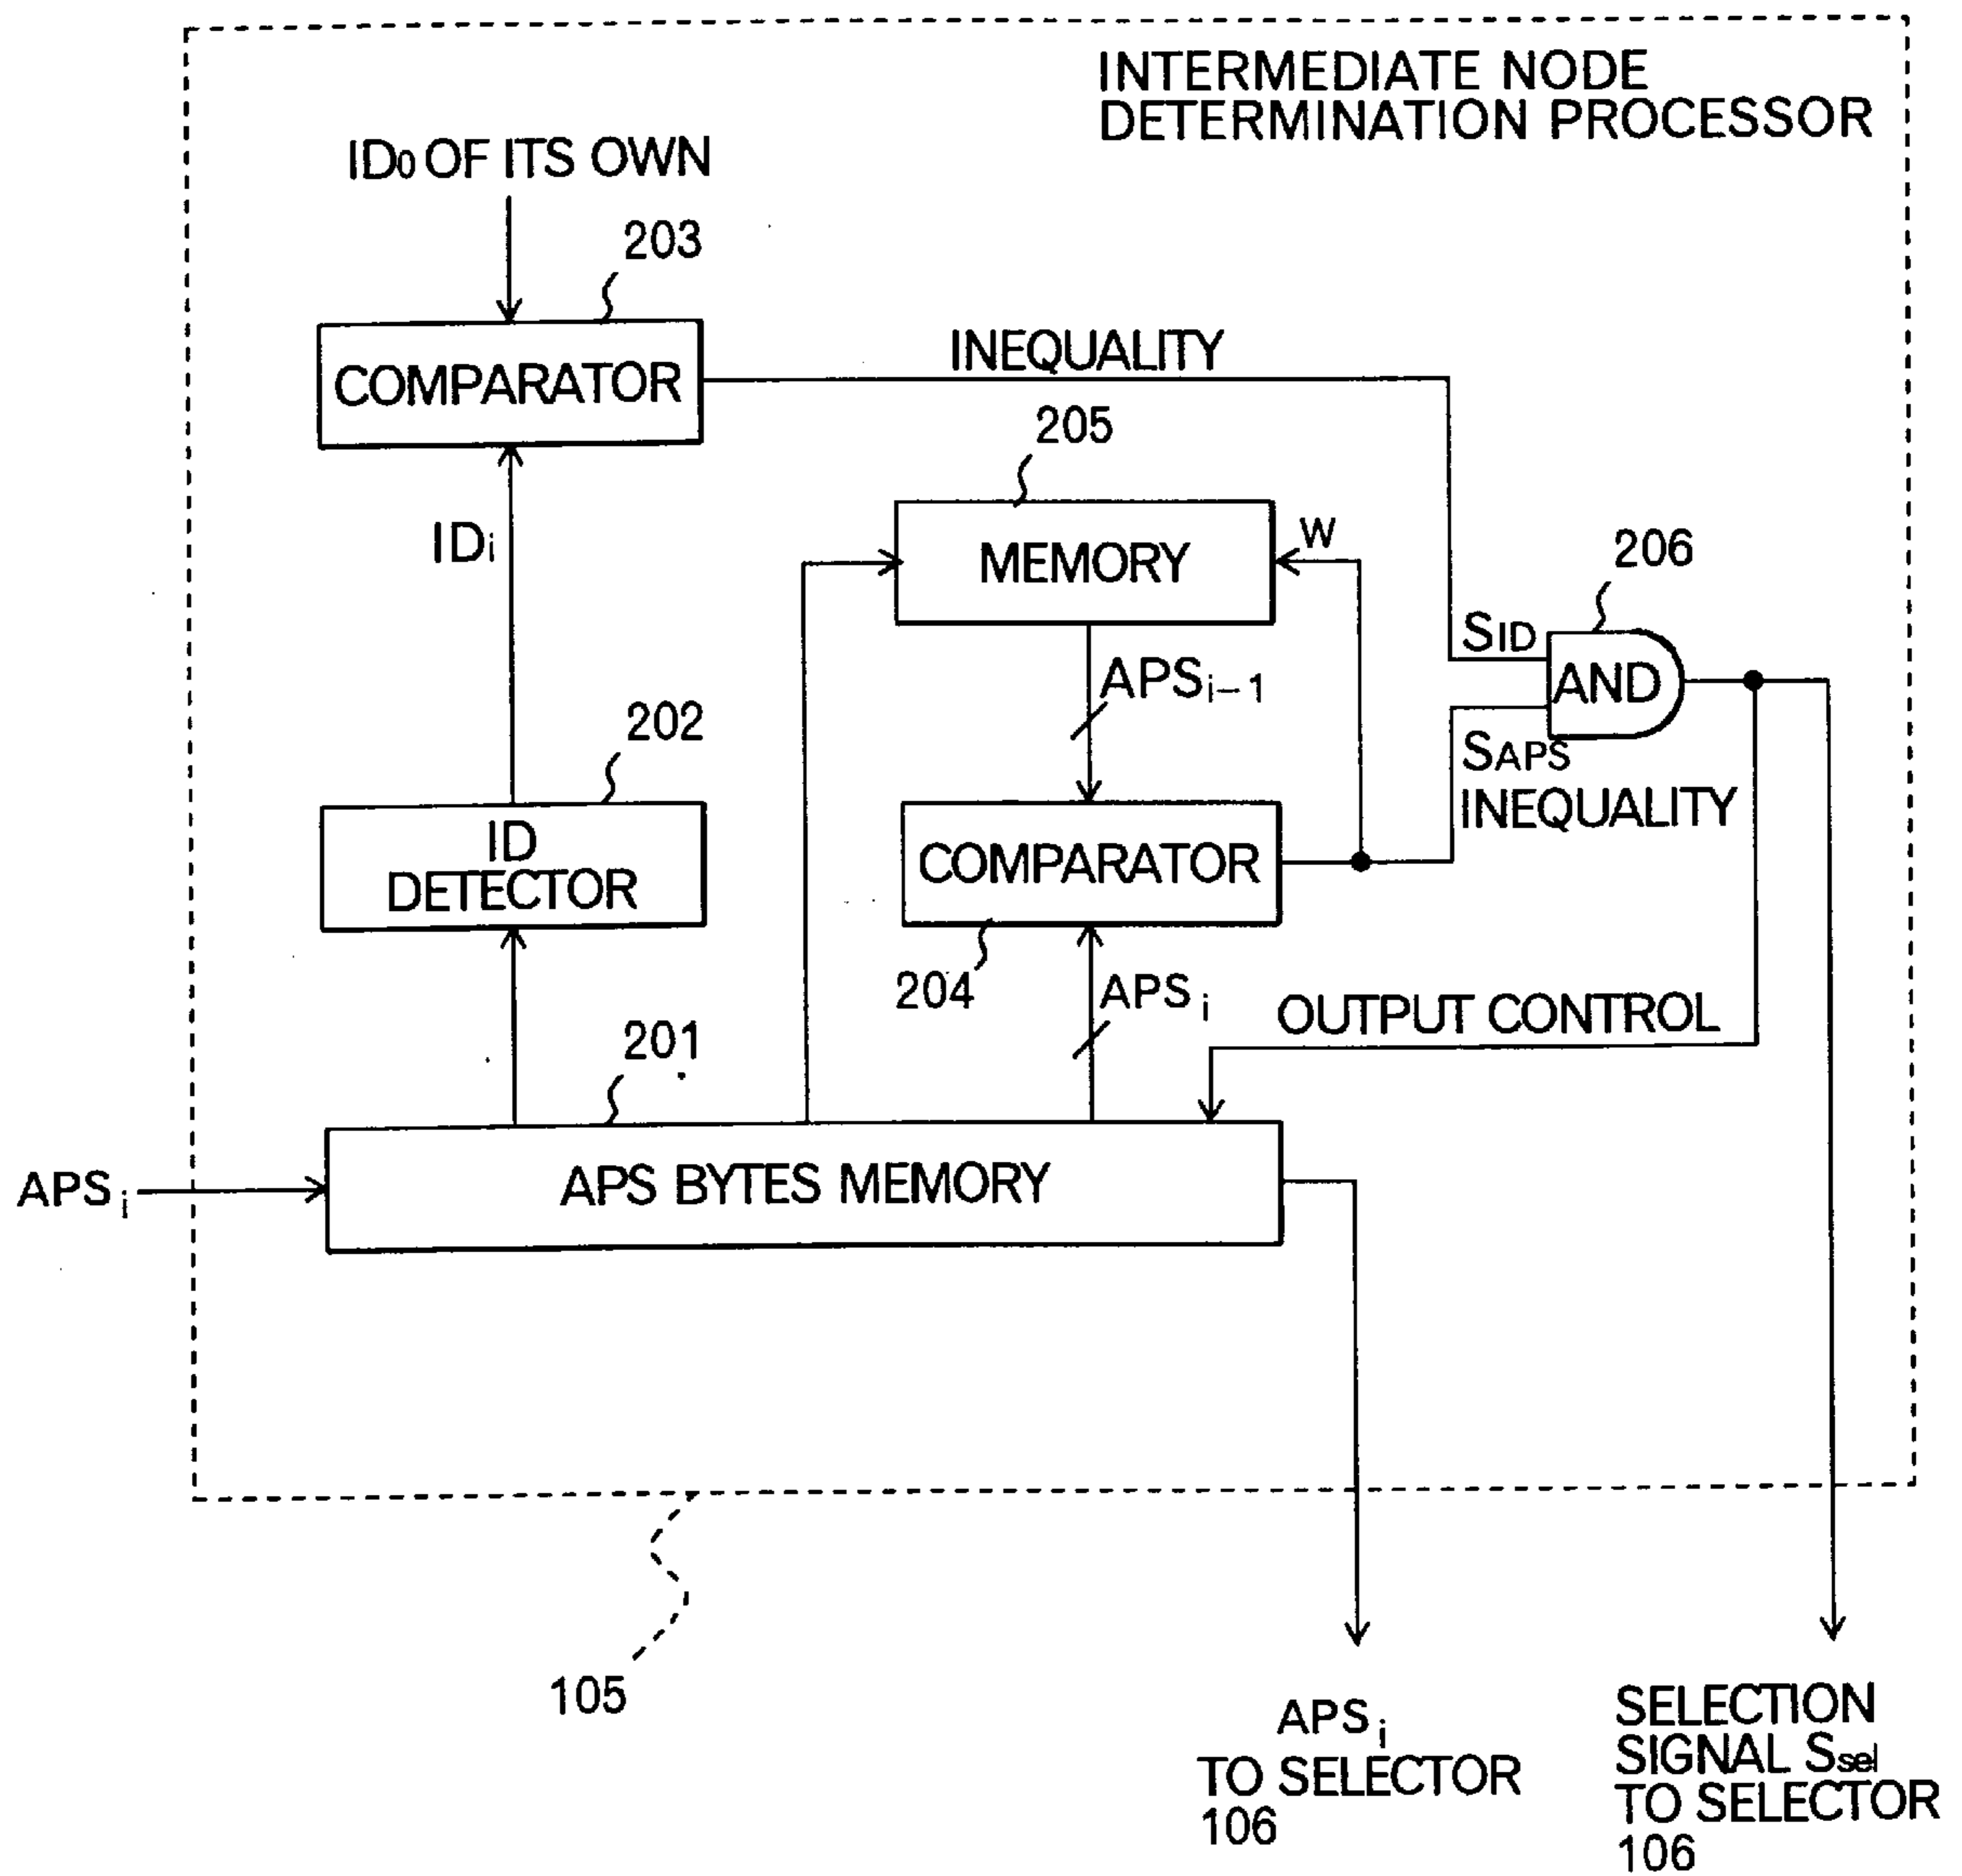 INTERMEDIATE NODE
DETERMINATION PROCESSOR
ID0 OF ITS OWN
203
COMPARATOR
INEQUALITY
205
IDi
MEMORY
W
206
SID
AND
APSi-1
202
SAPS
INEQUALITY
ID
DETECTOR
COMPARATOR
204
APSi
OUTPUT CONTROL
201
APSi
APS BYTES MEMORY
105
APSi
TO SELECTOR
106
SELECTION
SIGNAL Ssel
TO SELECTOR
106